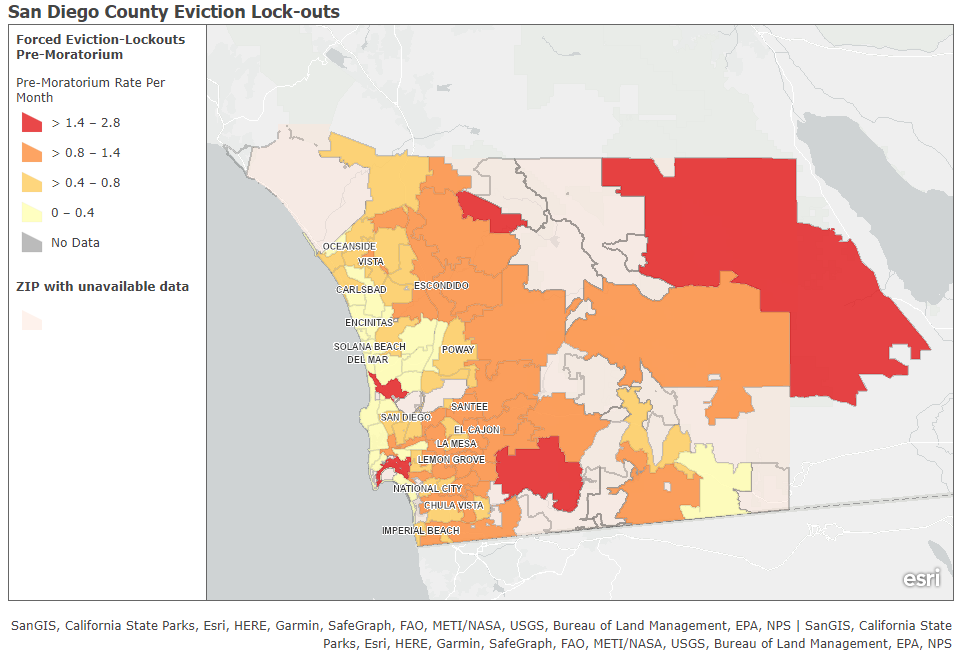 San Diego County Eviction Lock-outs
Forced Eviction-Lockouts
Pre-Moratorium
Pre-Moratorium Rate Per
Month
> 1.4 – 2.8
> 0.8 – 1.4
> 0.4 – 0.8
0 – 0.4
No Data
ZIP with unavailable data
OCEANSIDE
VISTA
CARLSBAD
ESCONDIDO
ENCINITAS
SOLANA BEACH
DEL MAR
POWAY
SANTEE
SAN DIEGO
EL CAJON
LA MESA
LEMON GROVE
NATIONAL CITY
CHULA VISTA
IMPERIAL BEACH
esri
SanGIS, California State Parks, Esri, HERE, Garmin, SafeGraph, FAO, METI/NASA, USGS, Bureau of Land Management, EPA, NPS | SanGIS, California State
Parks, Esri, HERE, Garmin, SafeGraph, FAO, METI/NASA, USGS, Bureau of Land Management, EPA, NPS